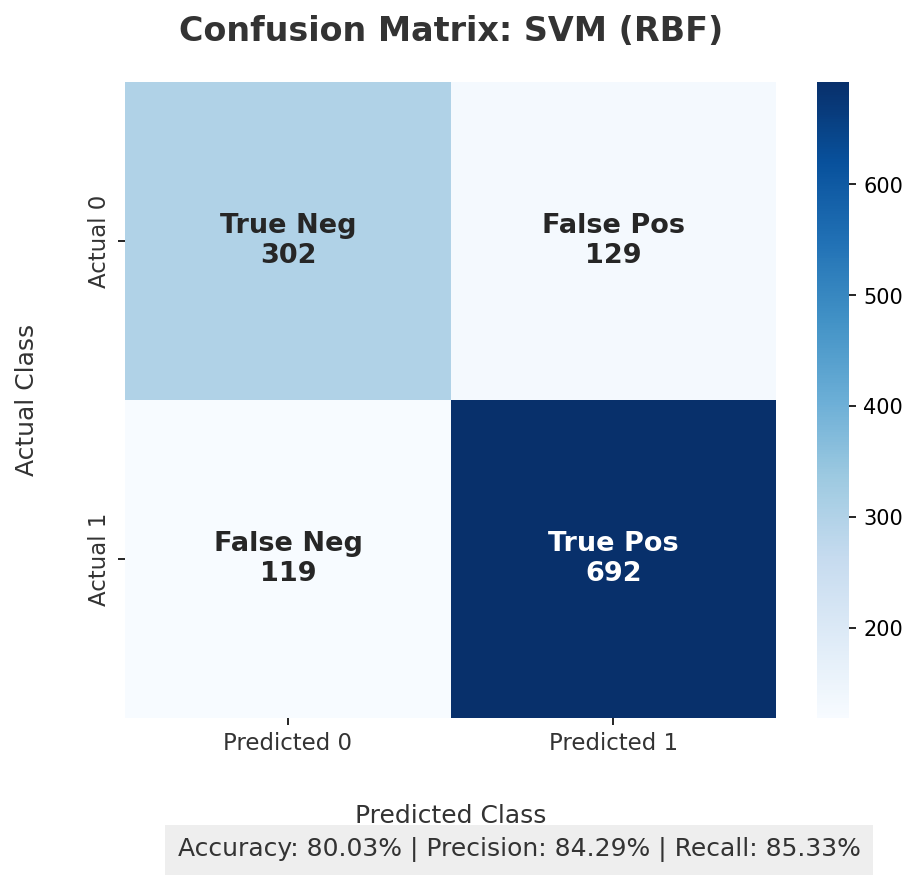 Confusion Matrix: SVM (RBF)
Actual Class
Actual 0
Actual 1
True Neg
302
False Pos
129
False Neg
119
True Pos
692
Predicted 0
Predicted 1
Predicted Class
600
500
400
300
200
Accuracy: 80.03% | Precision: 84.29% | Recall: 85.33%